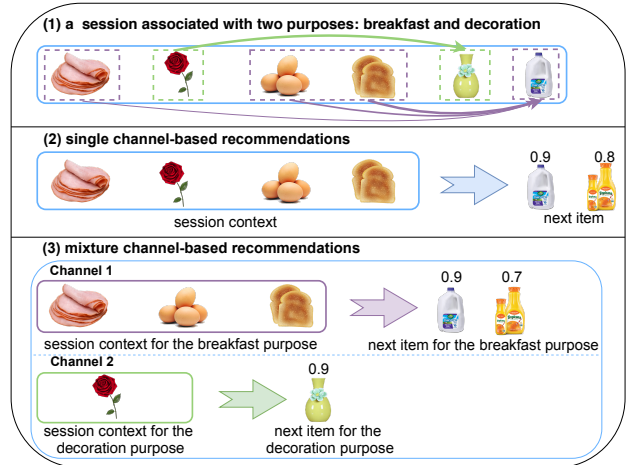 (1) a session associated with two purposes: breakfast and decoration
(2) single channel-based recommendations
0.9 0.8
session context
next item
(3) mixture channel-based recommendations
Channel 1
0.9 0.7
session context for the breakfast purpose
next item for the breakfast purpose
Channel 2
0.9
session context for the
decoration purpose
next item for the
decoration purpose